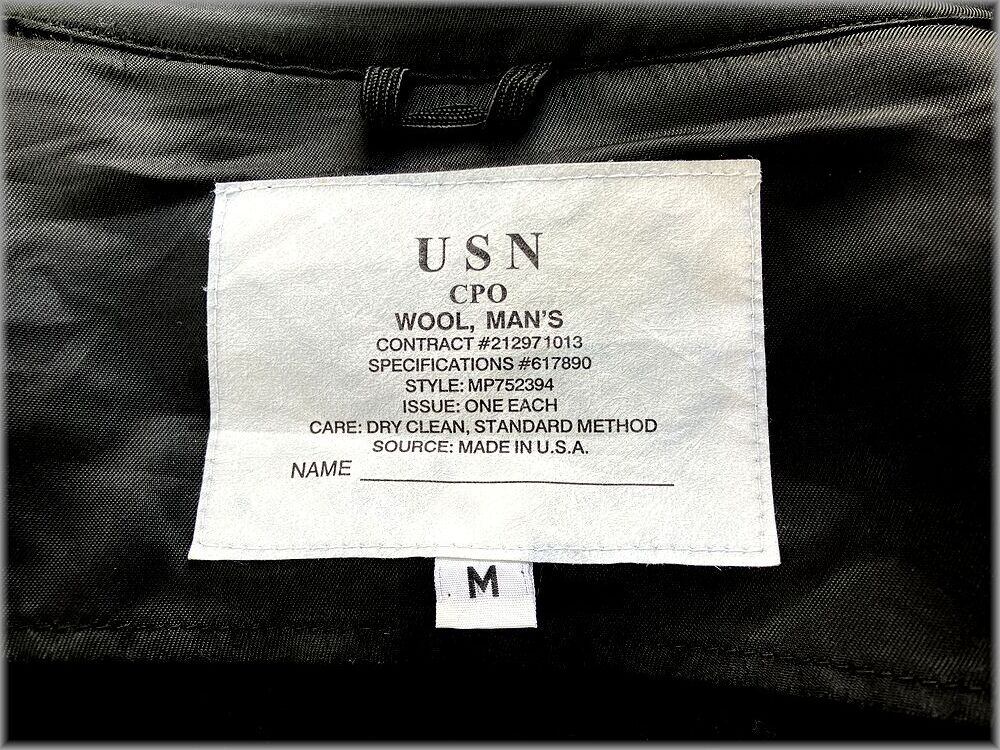 USN
CPO
WOOL, MAN'S
CONTRACT #212971013
SPECIFICATIONS #617890
STYLE: MP752394
ISSUE: ONE EACH
CARE: DRY CLEAN, STANDARD METHOD
SOURCE: MADE IN U.S.A.
NAME
M